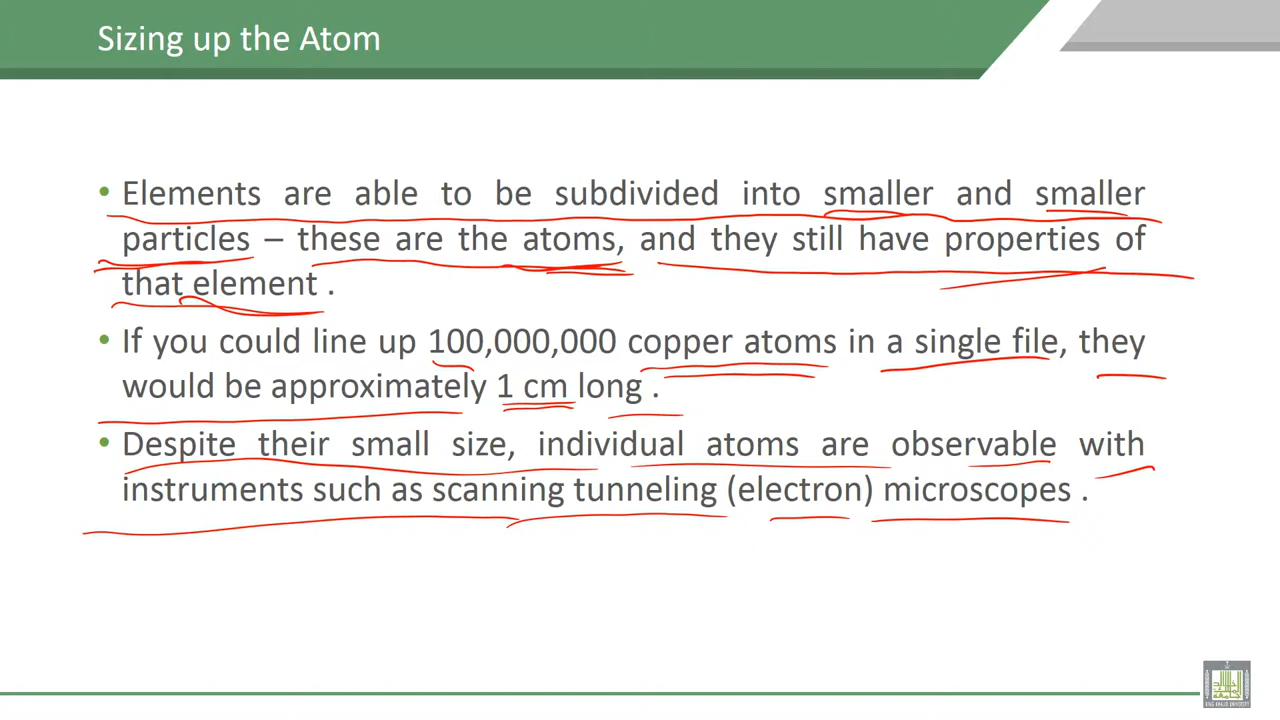 Sizing up the Atom
• Elements are able to be subdivided into smaller and smaller
particles – these are the atoms, and they still have properties of
that element .
• If you could line up 100,000,000 copper atoms in a single file, they
would be approximately 1 cm long .
• Despite their small size, individual atoms are observable with
instruments such as scanning tunneling (electron) microscopes .
KING KHALID UNIVERSITY